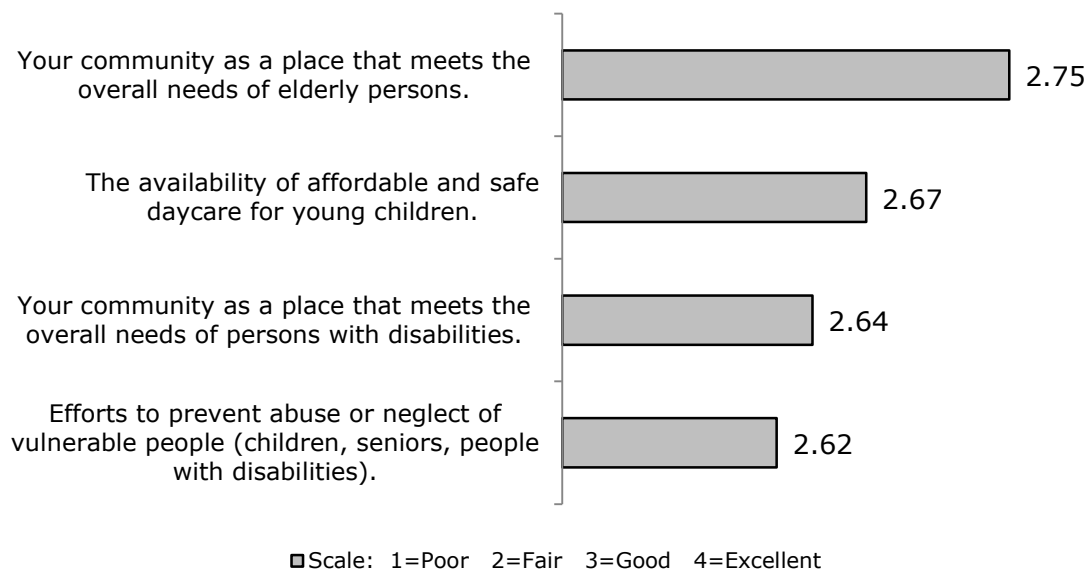 Your community as a place that meets the
overall needs of elderly persons.
2.75
The availability of affordable and safe
daycare for young children.
2.67
Your community as a place that meets the
overall needs of persons with disabilities.
2.64
Efforts to prevent abuse or neglect of
vulnerable people (children, seniors, people
with disabilities).
2.62
Scale: 1=Poor 2=Fair 3=Good 4=Excellent